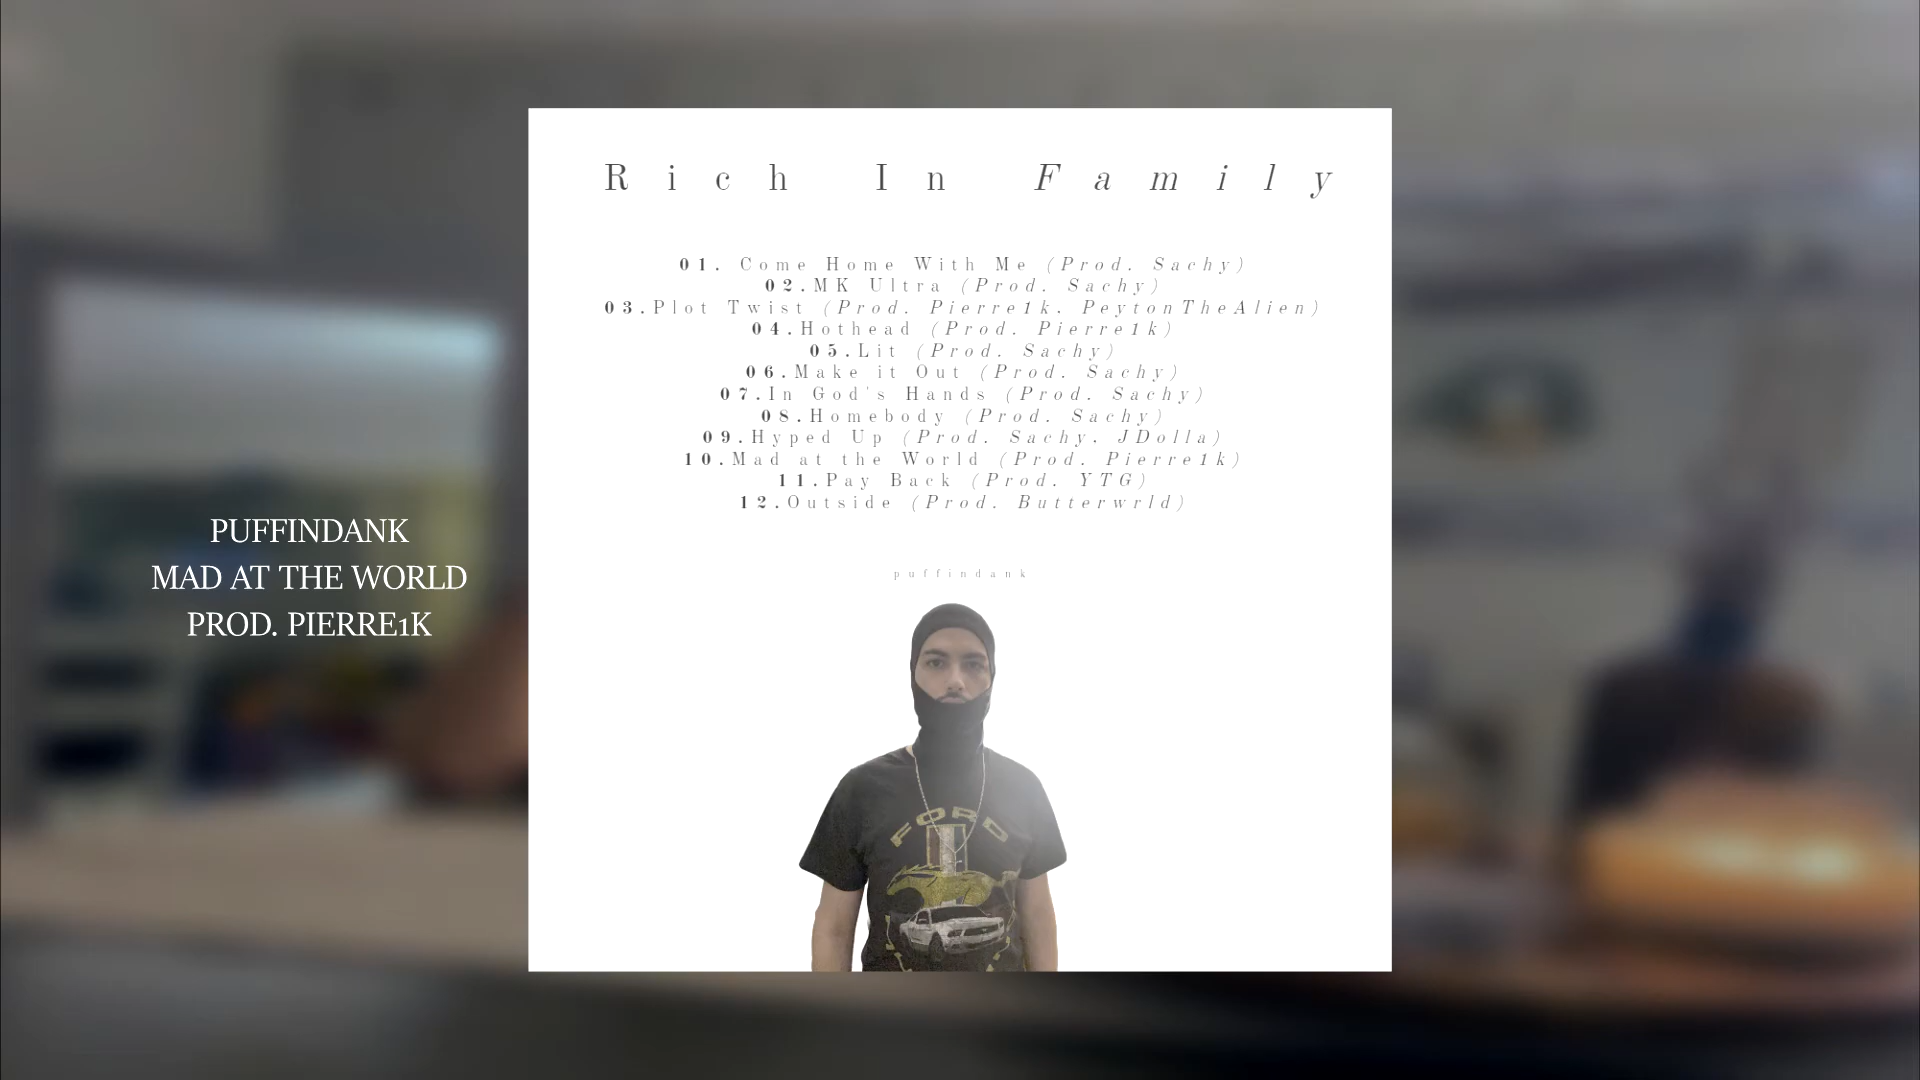 Rich In Family
01. Come Home With Me (Prod. Sachy)
02.MK Ultra (Prod. Sachy)
03.Plot Twist (Prod. Pierre1k. PeytonTheAlien)
04.Hothead (Prod. Pierre1k)
05.Lit (Prod. Sachy)
06.Make it Out (Prod. Sachy)
07.In God's Hands (Prod. Sachy)
08.Homebody (Prod. Sachy)
09.Hyped Up (Prod. Sachy. JDolla)
10.Mad at the World (Prod. Pierre1k)
11.Pay Back (Prod. YTG)
12.Outside (Prod. Butterwrld)
puffindank
PUFFINDANK
MAD AT THE WORLD
PROD. PIERRE1K
FORD